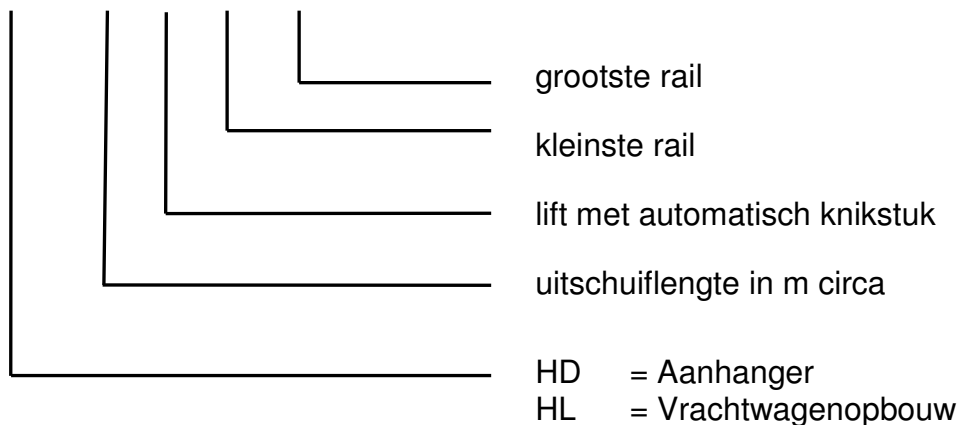 grootste rail
kleinste rail
lift met automatisch knikstuk
uitschuiflengte in m circa
HD = Aanhanger
HL = Vrachtwagenopbouw